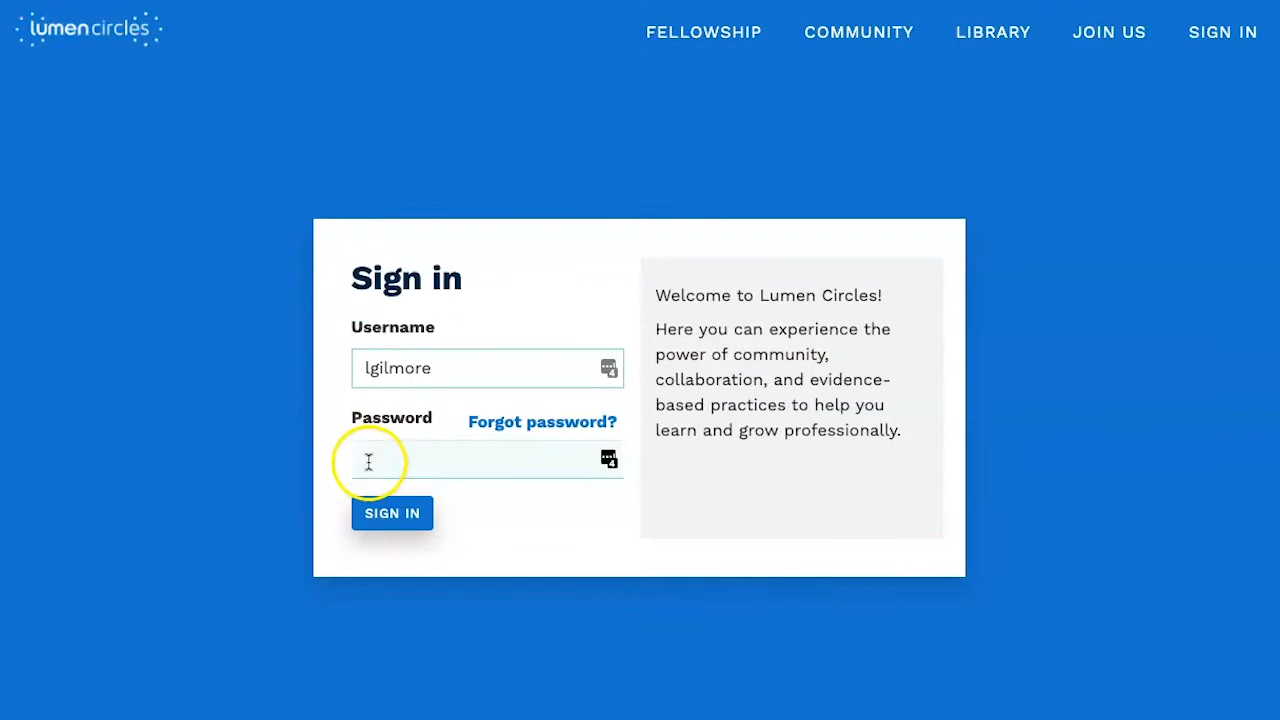 lumen circles
FELLOWSHIP COMMUNITY LIBRARY JOIN US SIGN IN
Sign in
Username
lgilmore
4
Password Forgot password?
4
SIGN IN
Welcome to Lumen Circles!
Here you can experience the
power of community,
collaboration, and evidence-
based practices to help you
learn and grow professionally.